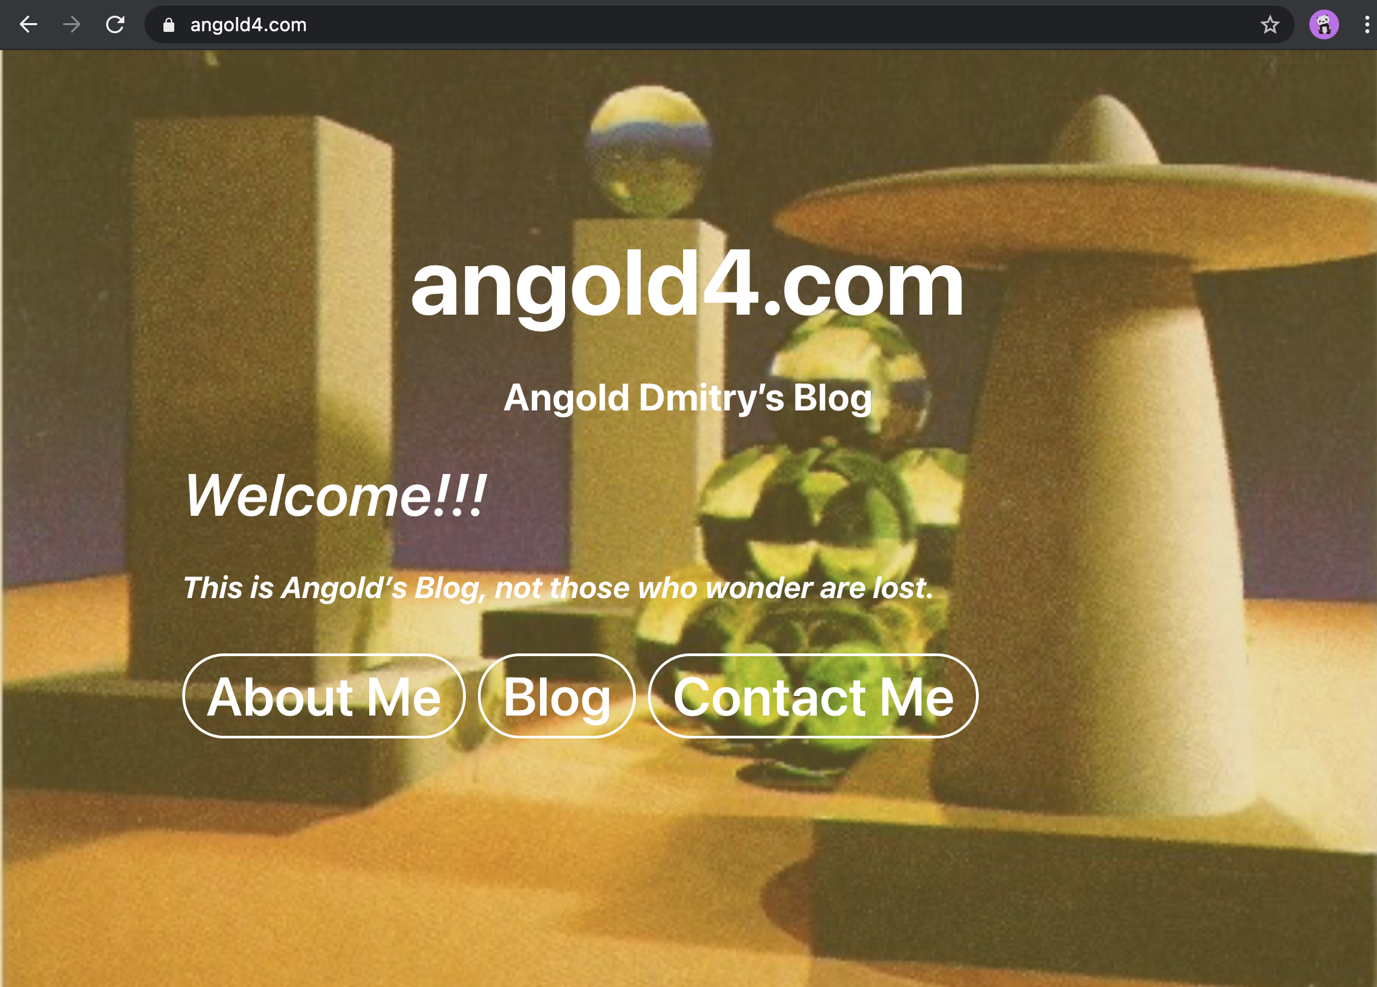 angold4.com
angold4.com
Angold Dmitry’s Blog
Welcome!!!
This is Angold’s Blog, not those who wonder are lost.
About Me Blog Contact Me